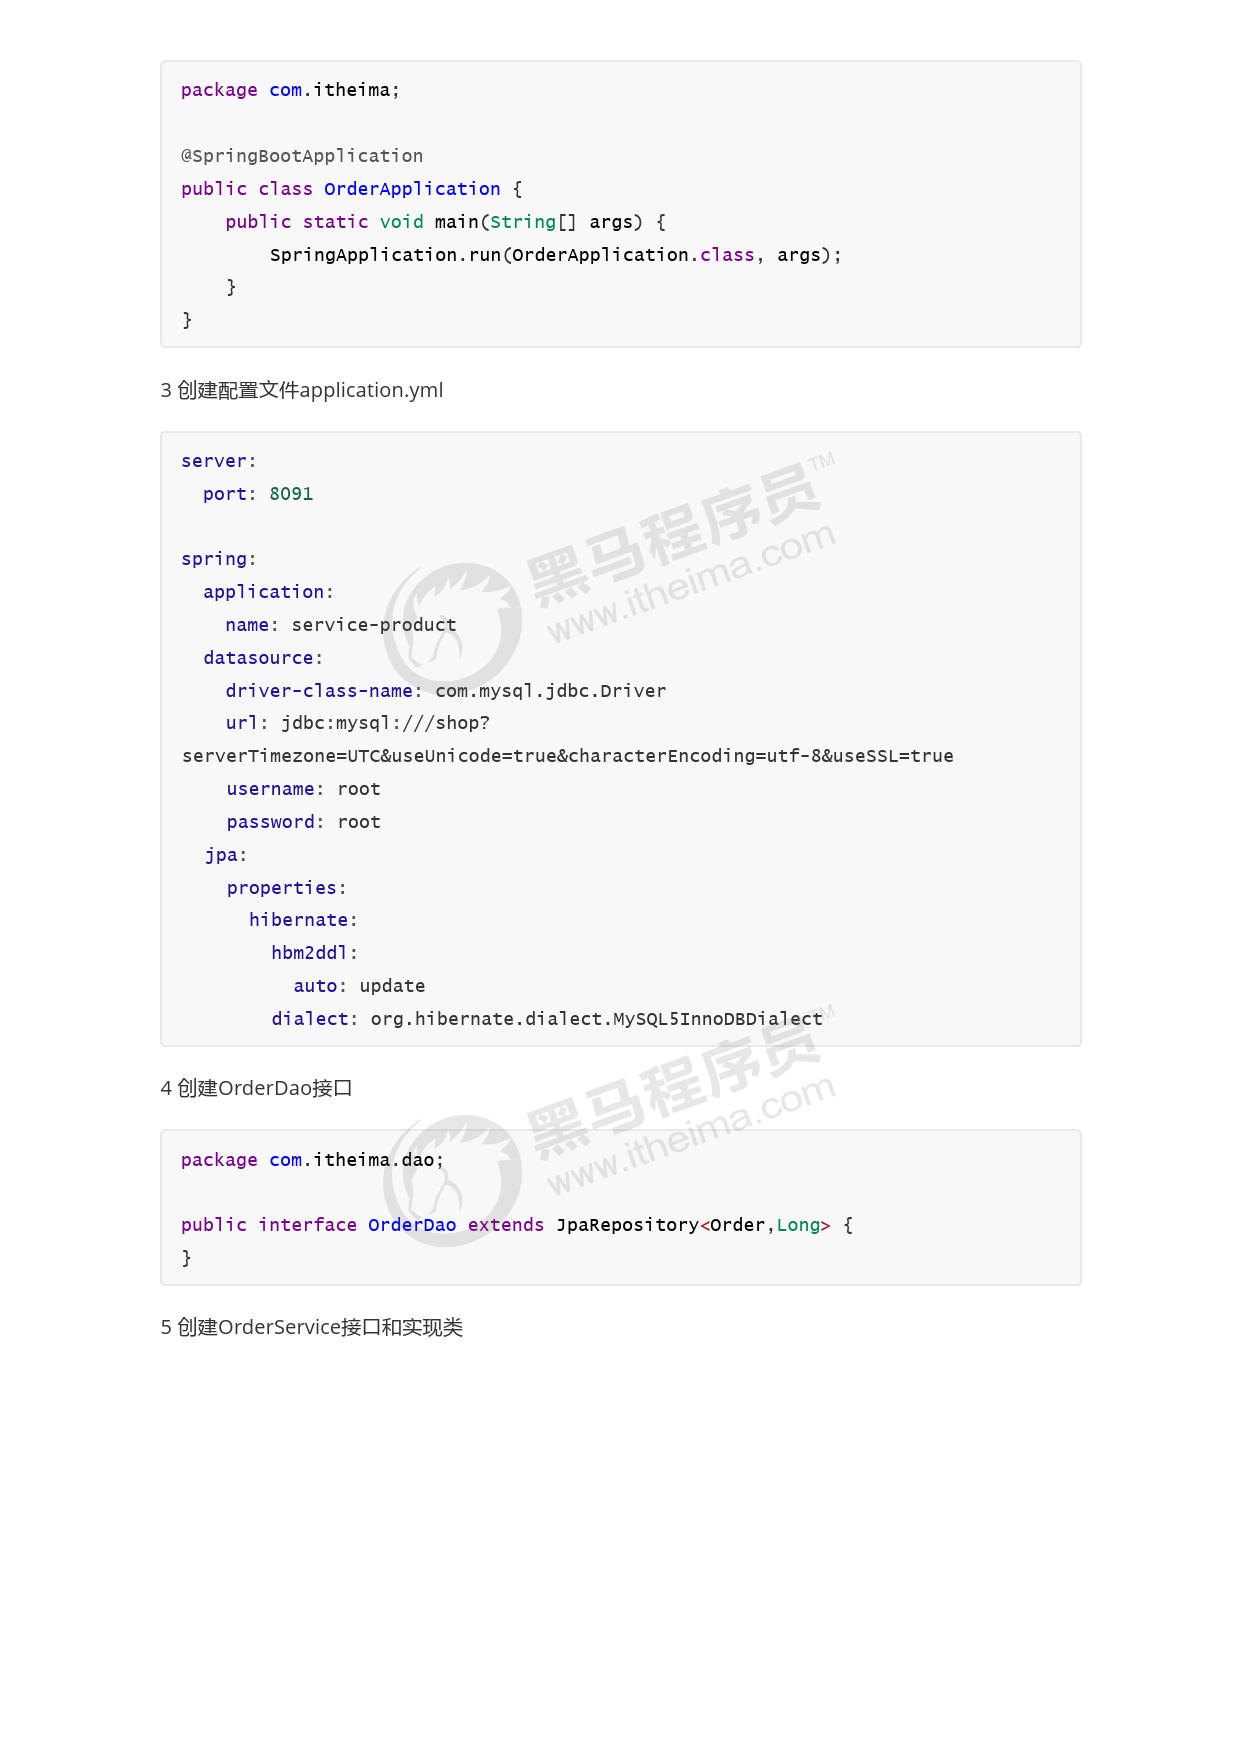 package com.itheima;
@SpringBootApplication
public class OrderApplication {
    public static void main(String[] args) {
        SpringApplication.run(OrderApplication.class, args);
    }
}
3 创建配置文件application.yml
server:
  port: 8091
spring:
  application:
    name: service-product
  datasource:
    driver-class-name: com.mysql.jdbc.Driver
    url: jdbc:mysql:///shop?
serverTimezone=UTC&useUnicode=true&characterEncoding=utf-8&useSSL=true
    username: root
    password: root
  jpa:
    properties:
      hibernate:
        hbm2ddl:
          auto: update
        dialect: org.hibernate.dialect.MySQL5InnoDBDialect
黑马程序员TM
www.itheima.com
4 创建OrderDao接口
package com.itheima.dao;
public interface OrderDao extends JpaRepository<Order,Long> {
}
黑马程序员TM
www.itheima.com
5 创建OrderService接口和实现类